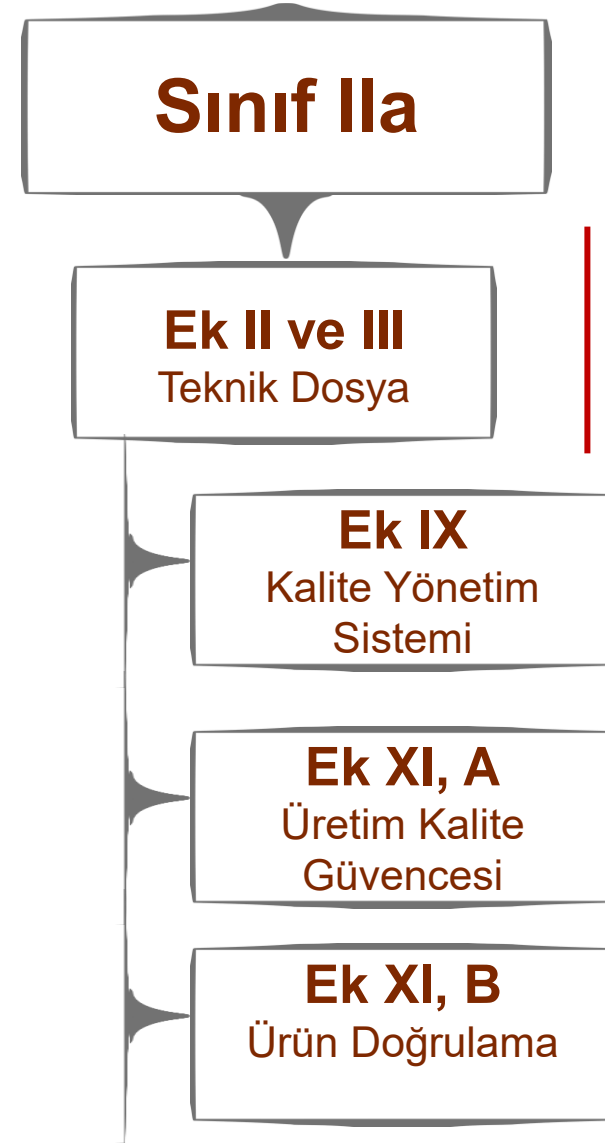 Sınıf IIa
Ek II ve III
Teknik Dosya
Ek IX
Kalite Yönetim
Sistemi
Ek XI, A
Üretim Kalite
Güvencesi
Ek XI, B
Ürün Doğrulama